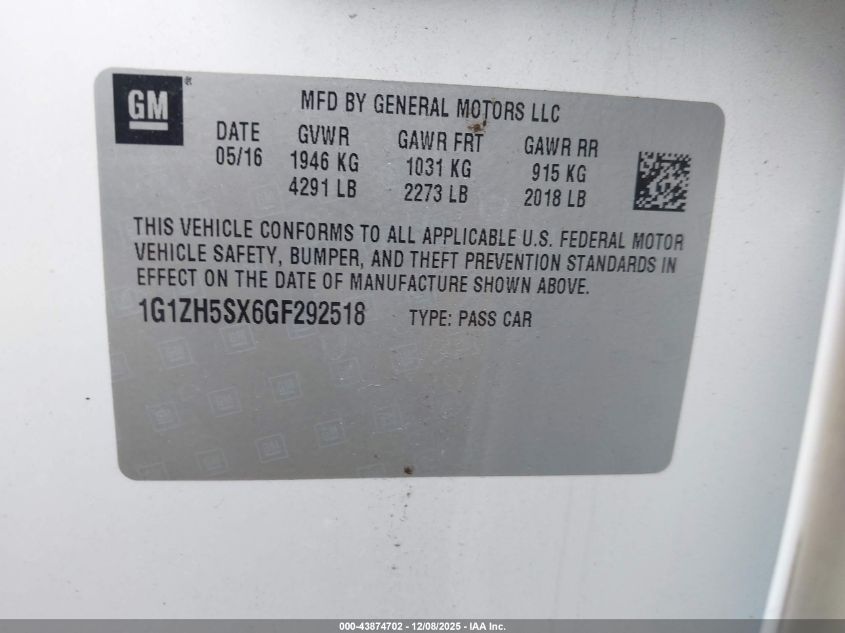 GM
MFD BY GENERAL MOTORS LLC
DATE GVWR GAWR FRT GAWR RR
05/16 1946 KG 1031 KG 915 KG
4291 LB 2273 LB 2018 LB
THIS VEHICLE CONFORMS TO ALL APPLICABLE U.S. FEDERAL MOTOR
VEHICLE SAFETY, BUMPER, AND THEFT PREVENTION STANDARDS IN
EFFECT ON THE DATE OF MANUFACTURE SHOWN ABOVE.
1G1ZH5SX6GF292518 TYPE: PASS CAR
000-43874702 - 12/08/2025 - IAA Inc.